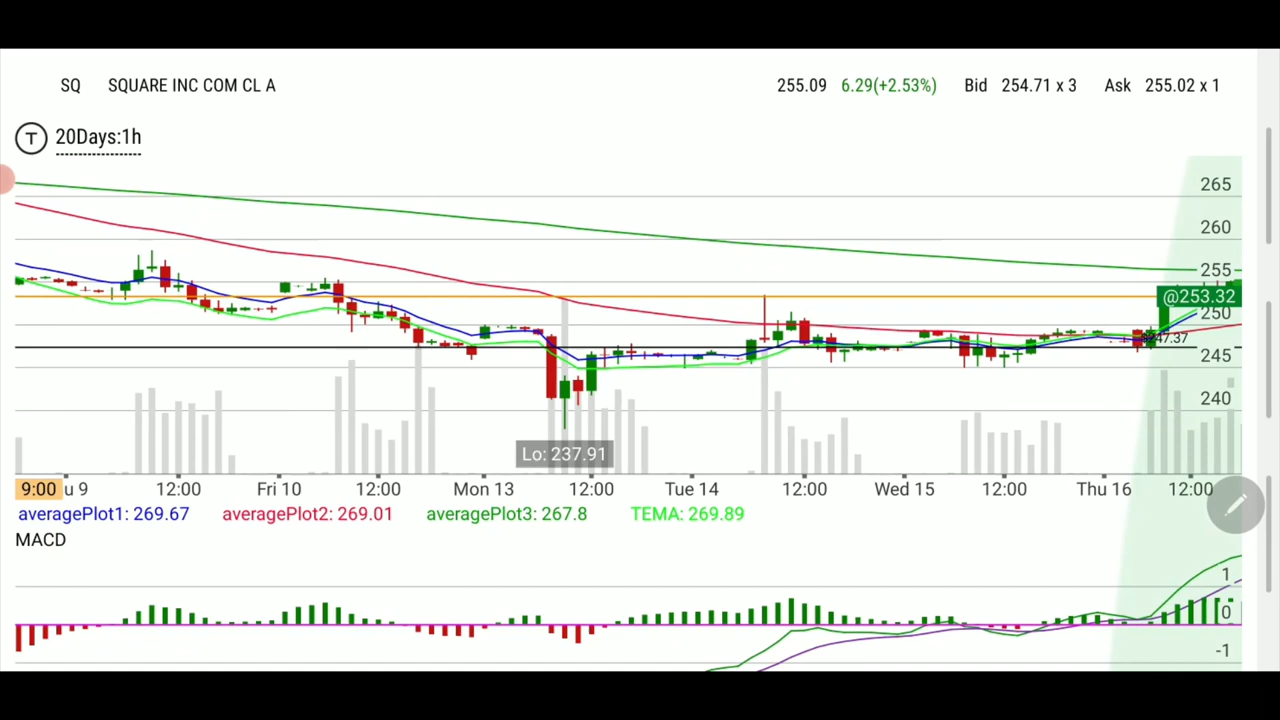 SQ SQUARE INC COM CL A 255.09 6.29(+2.53%) Bid 254.71 x 3 Ask 255.02 x 1
T 20Days:1h
265
260
255
@253.32
250
247.37
245
240
Lo: 237.91
9:00 u 9 12:00 Fri 10 12:00 Mon 13 12:00 Tue 14 12:00 Wed 15 12:00 Thu 16 12:00
averagePlot1: 269.67 averagePlot2: 269.01 averagePlot3: 267.8 TEMA: 269.89
MACD
1
0
-1